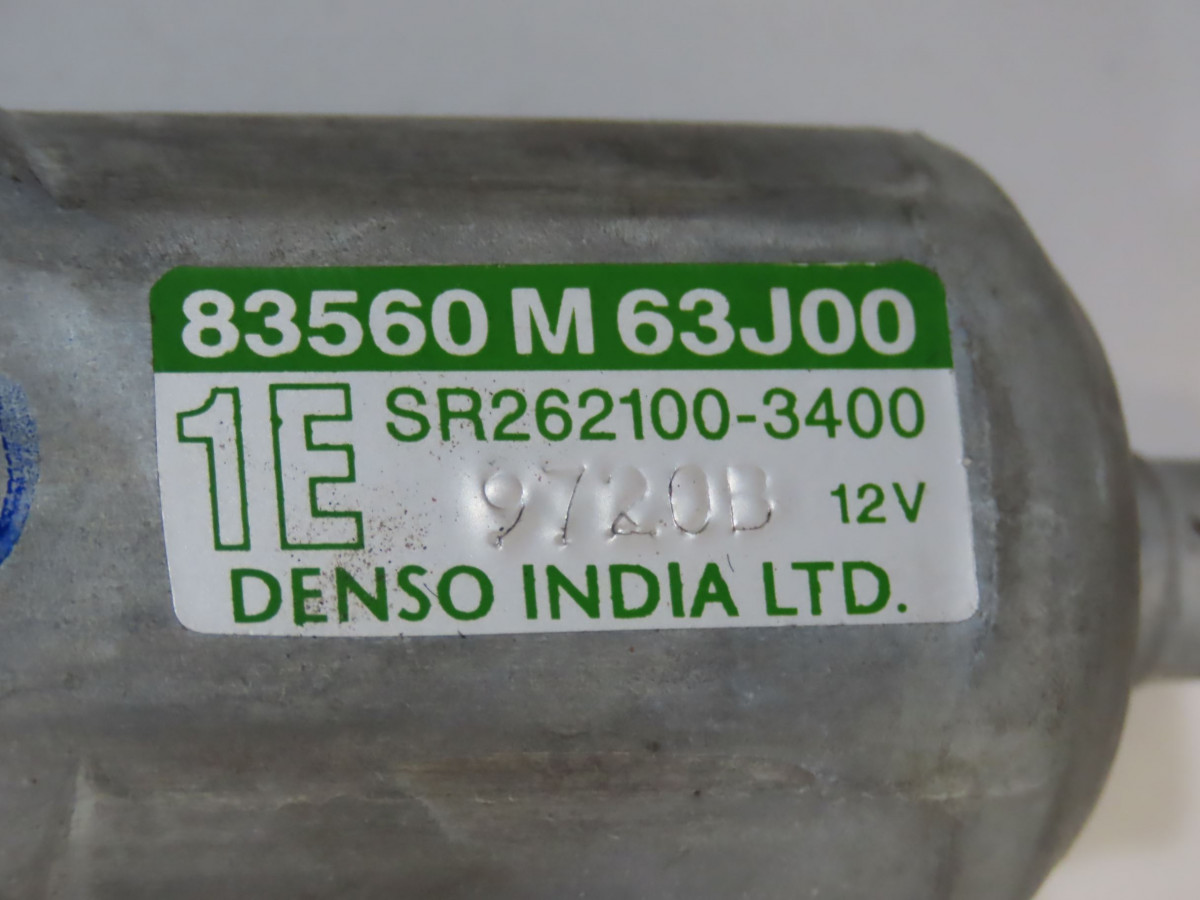 83560 M 63J00
1E SR262100-3400
9720B 12V
DENSO INDIA LTD.